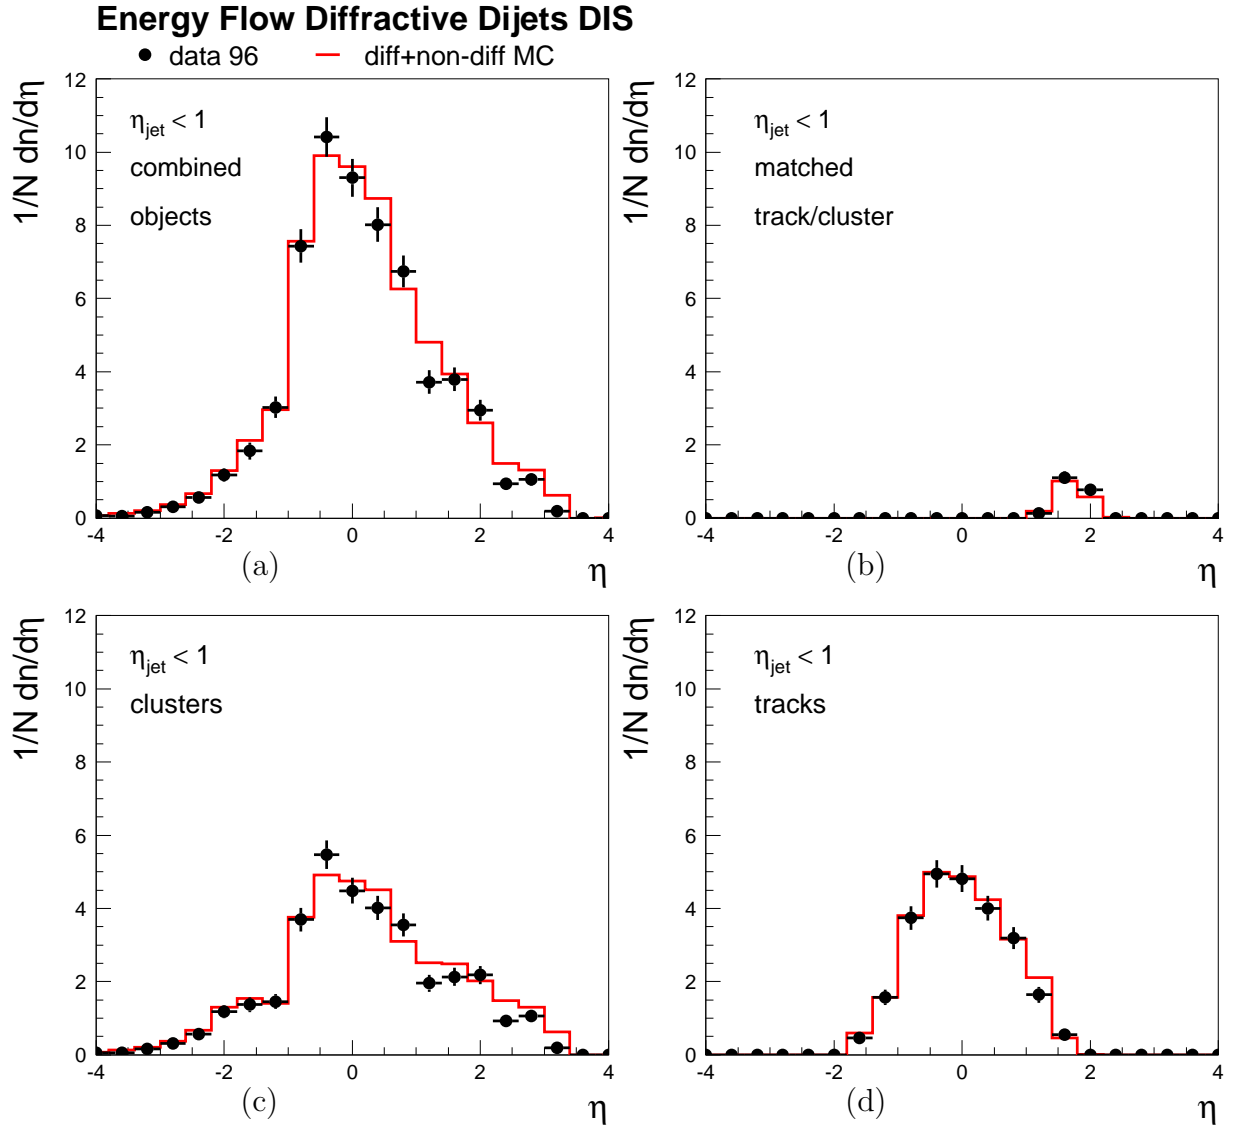 Energy Flow Diffractive Dijets DIS
data 96 diff+non-diff MC
1/N dn/dη
12
10
8
6
4
2
0
η_jet < 1
combined
objects
-4 -2 0 2 4
(a) η
1/N dn/dη
12
10
8
6
4
2
0
η_jet < 1
matched
track/cluster
-4 -2 0 2 4
(b) η
1/N dn/dη
12
10
8
6
4
2
0
η_jet < 1
clusters
-4 -2 0 2 4
(c) η
1/N dn/dη
12
10
8
6
4
2
0
η_jet < 1
tracks
-4 -2 0 2 4
(d) η